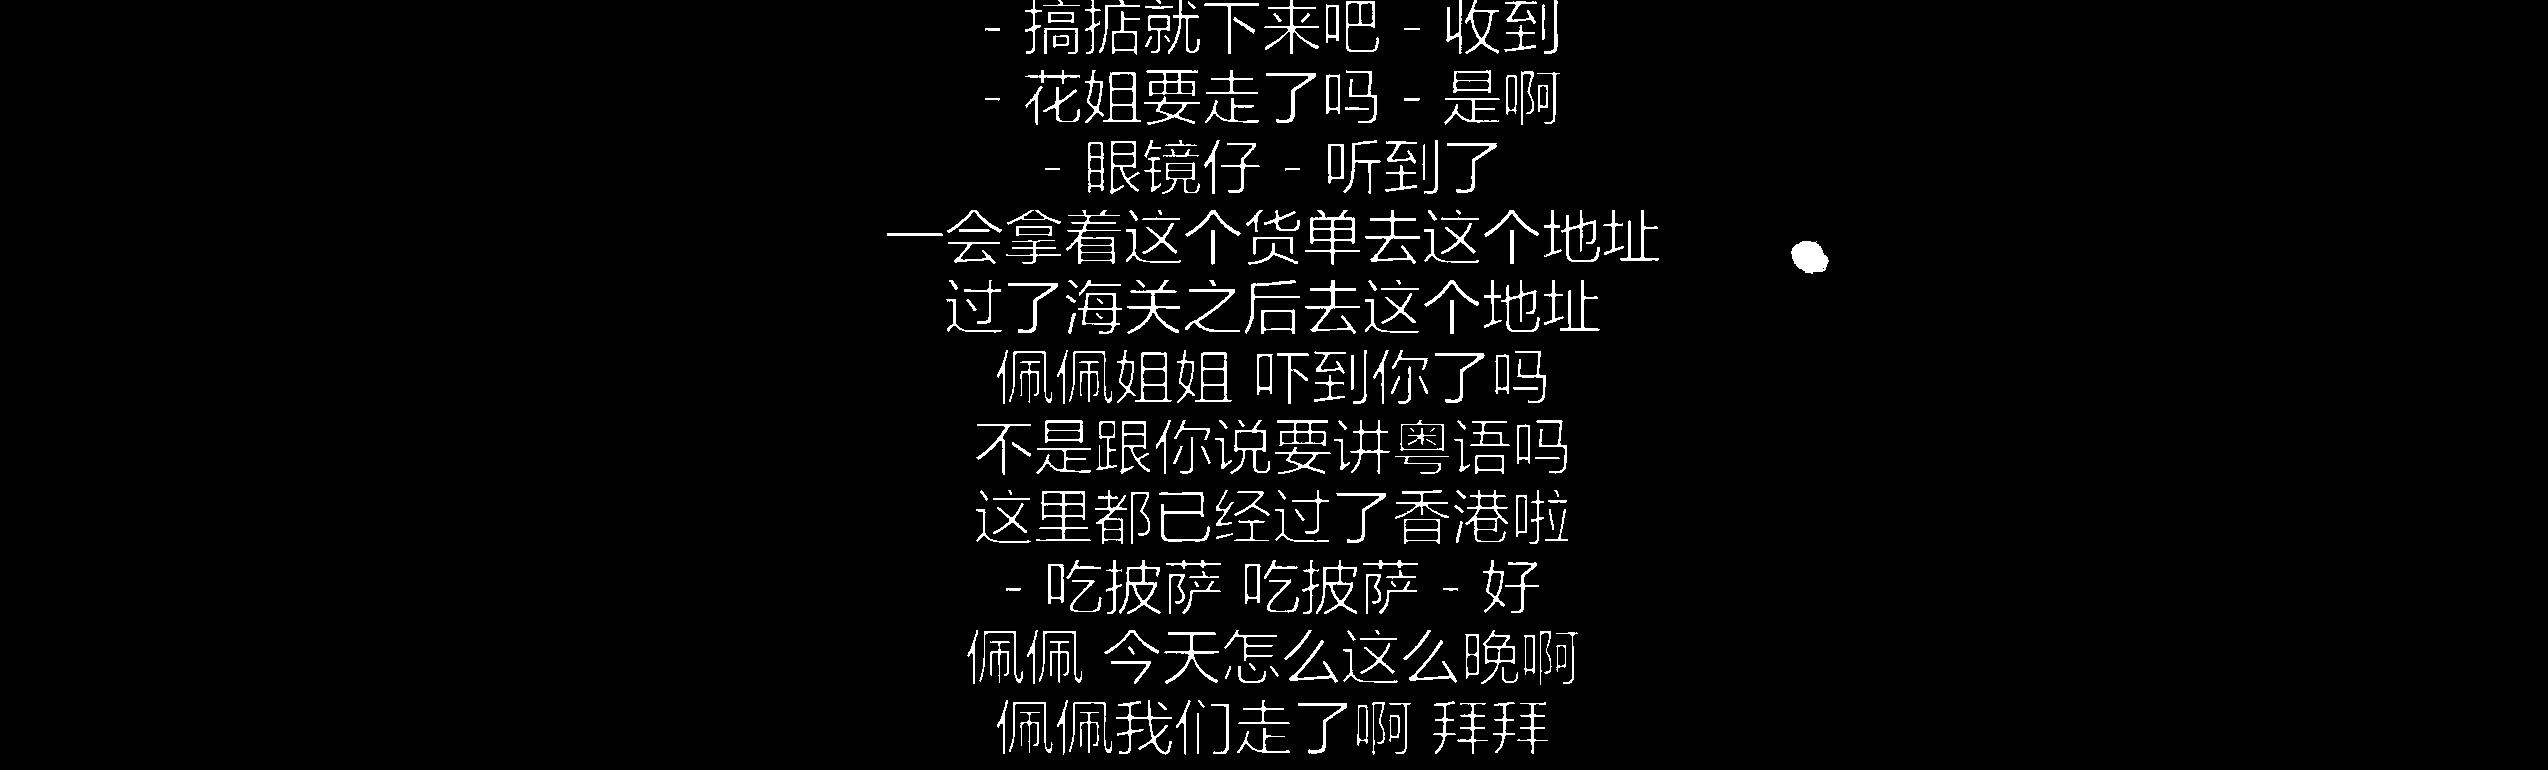 - 搞掂就下来吧 - 收到
- 花姐要走了吗 - 是啊
- 眼镜仔 - 听到了
一会拿着这个货单去这个地址
过了海关之后去这个地址
佩佩姐姐 吓到你了吗
不是跟你说要讲粤语吗
这里都已经过了香港啦
- 吃披萨 吃披萨 - 好
佩佩 今天怎么这么晚啊
佩佩我们走了啊 拜拜